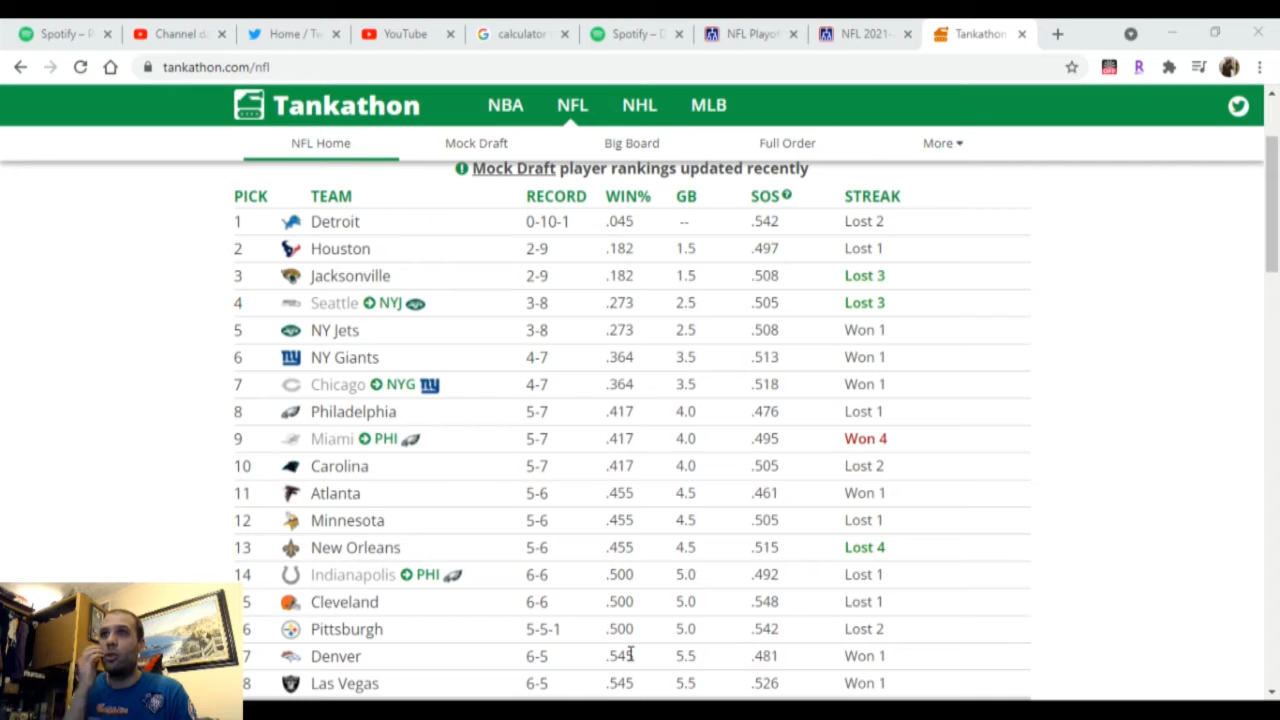 Spotify – P
Channel d
Home / Tw
YouTube
calculator
Spotify – D
NFL Playof
NFL 2021-
Tankathon
tankathon.com/nfl
Tankathon NBA NFL NHL MLB
NFL Home Mock Draft Big Board Full Order More
Mock Draft player rankings updated recently
PICK TEAM RECORD WIN% GB SOS STREAK
1 Detroit 0-10-1 .045 -- .542 Lost 2
2 Houston 2-9 .182 1.5 .497 Lost 1
3 Jacksonville 2-9 .182 1.5 .508 Lost 3
4 Seattle NYJ 3-8 .273 2.5 .505 Lost 3
5 NY Jets 3-8 .273 2.5 .508 Won 1
6 NY Giants 4-7 .364 3.5 .513 Won 1
7 Chicago NYG 4-7 .364 3.5 .518 Won 1
8 Philadelphia 5-7 .417 4.0 .476 Lost 1
9 Miami PHI 5-7 .417 4.0 .495 Won 4
10 Carolina 5-7 .417 4.0 .505 Lost 2
11 Atlanta 5-6 .455 4.5 .461 Won 1
12 Minnesota 5-6 .455 4.5 .505 Lost 1
13 New Orleans 5-6 .455 4.5 .515 Lost 4
14 Indianapolis PHI 6-6 .500 5.0 .492 Lost 1
5 Cleveland 6-6 .500 5.0 .548 Lost 1
6 Pittsburgh 5-5-1 .500 5.0 .542 Lost 2
7 Denver 6-5 .545 5.5 .481 Won 1
8 Las Vegas 6-5 .545 5.5 .526 Won 1